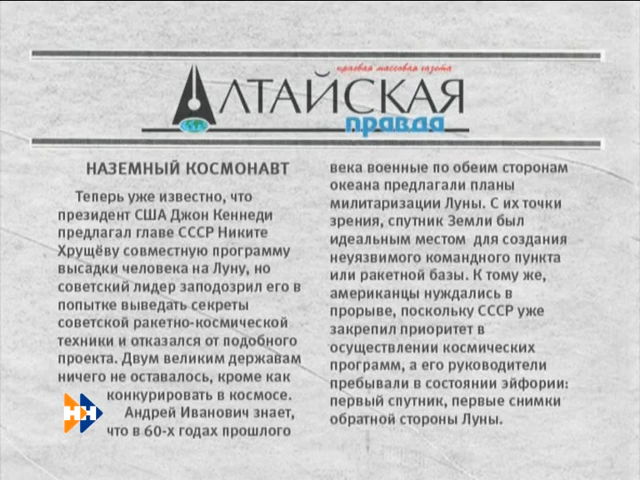 краевая массовая газета
АЛТАЙСКАЯ
правда
НАЗЕМНЫЙ КОСМОНАВТ
Теперь уже известно, что
президент США Джон Кеннеди
предлагал главе СССР Никите
Хрущёву совместную программу
высадки человека на Луну, но
советский лидер заподозрил его в
попытке выведать секреты
советской ракетно-космической
техники и отказался от подобного
проекта. Двум великим державам
ничего не оставалось, кроме как
конкурировать в космосе.
Андрей Иванович знает,
что в 60-х годах прошлого
века военные по обеим сторонам
океана предлагали планы
милитаризации Луны. С их точки
зрения, спутник Земли был
идеальным местом для создания
неуязвимого командного пункта
или ракетной базы. К тому же,
американцы нуждались в
прорыве, поскольку СССР уже
закрепил приоритет в
осуществлении космических
программ, а его руководители
пребывали в состоянии эйфории:
первый спутник, первые снимки
обратной стороны Луны.
НН